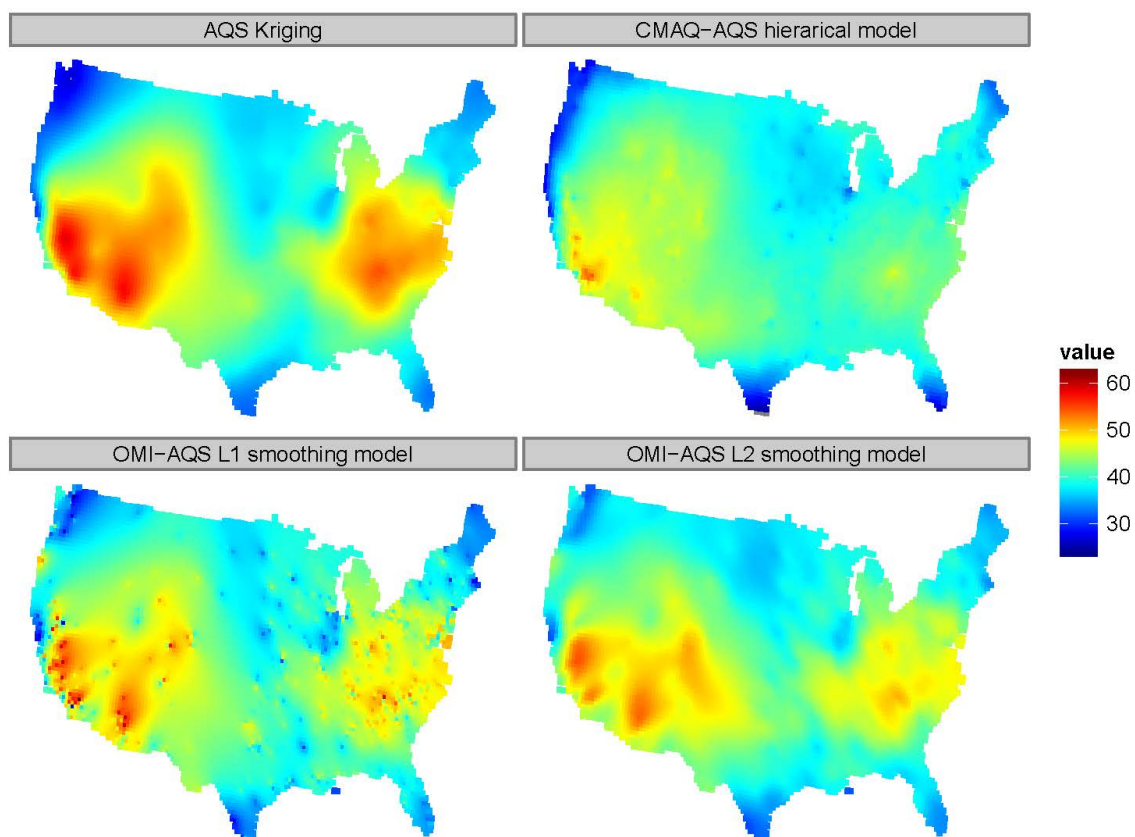 AQS Kriging
CMAQ−AQS hierarical model
OMI−AQS L1 smoothing model
OMI−AQS L2 smoothing model
value
60
50
40
30